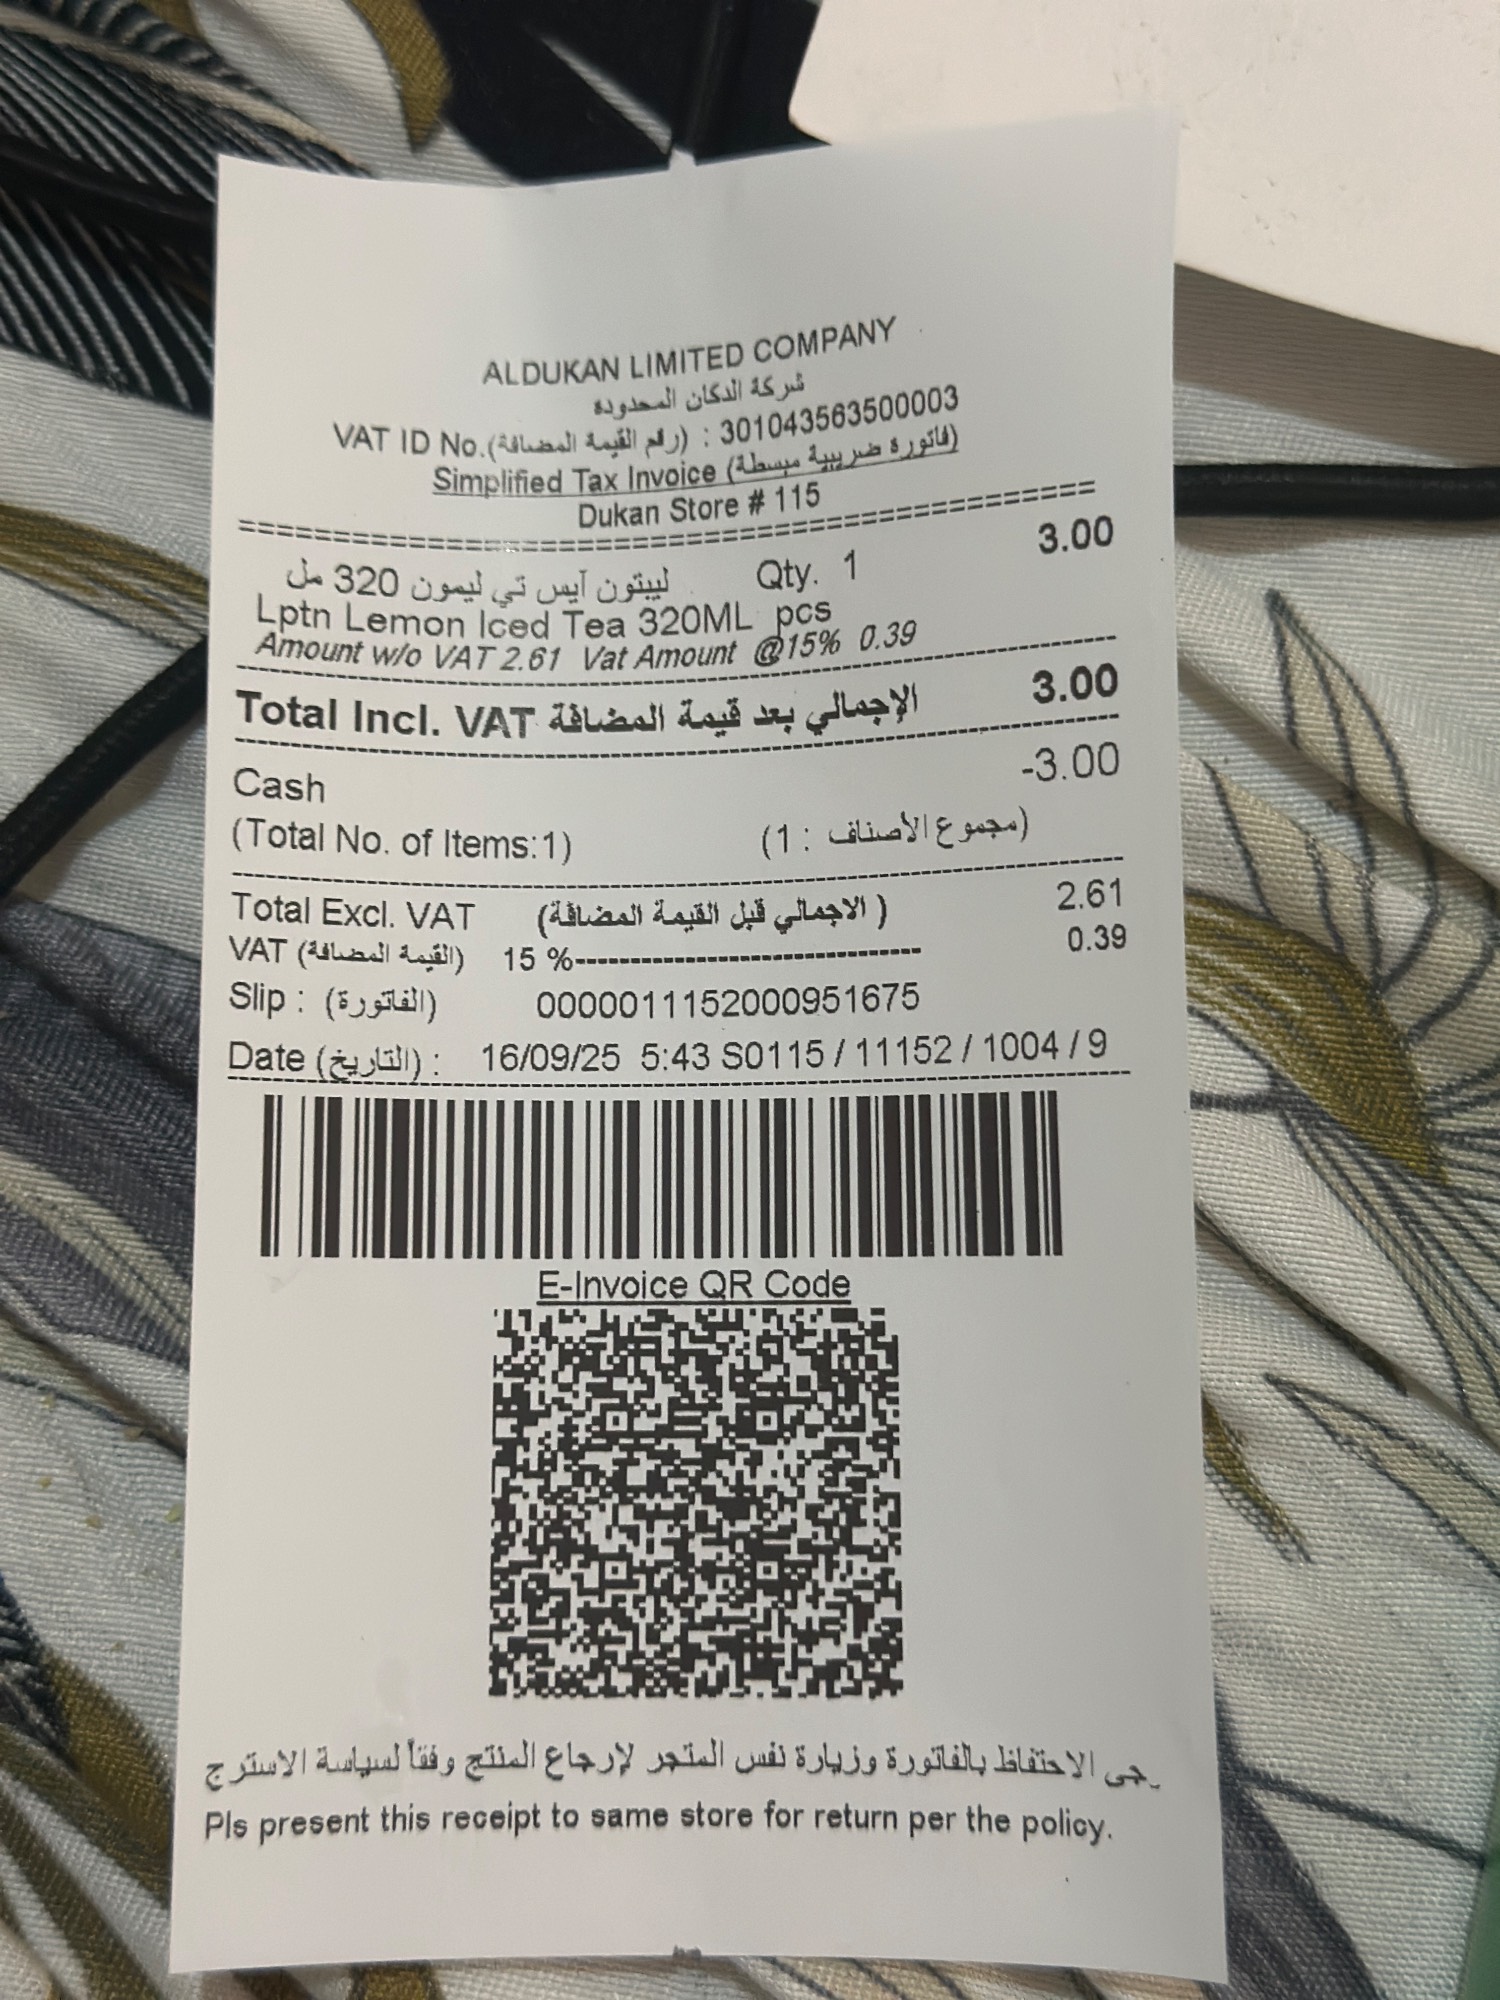 ALDUKAN LIMITED COMPANY
شركة الدكان المحدوده
VAT ID No.(رقم القيمة المضافة) : 301043563500003
Simplified Tax Invoice (فاتورة ضريبية مبسطة)
Dukan Store # 115
===============================================
ليبتون آيس تي ليمون 320 مل Qty. 1 3.00
Lptn Lemon Iced Tea 320ML pcs
Amount w/o VAT 2.61 Vat Amount @15% 0.39
Total Incl. VAT الإجمالي بعد قيمة المضافة 3.00
Cash -3.00
(Total No. of Items:1) (مجموع الأصناف : 1)
Total Excl. VAT (الاجمالي قبل القيمة المضافة ) 2.61
VAT (القيمة المضافة) 15 %-------------------------------- 0.39
Slip : (الفاتورة) 0000011152000951675
Date (التاريخ) : 16/09/25 5:43 S0115 / 11152 / 1004 / 9
E-Invoice QR Code
الاحتفاظ بالفاتورة وزيارة نفس المتجر لإرجاع المنتج وفقاً لسياسة
Pls present this receipt to same store for return per the policy.